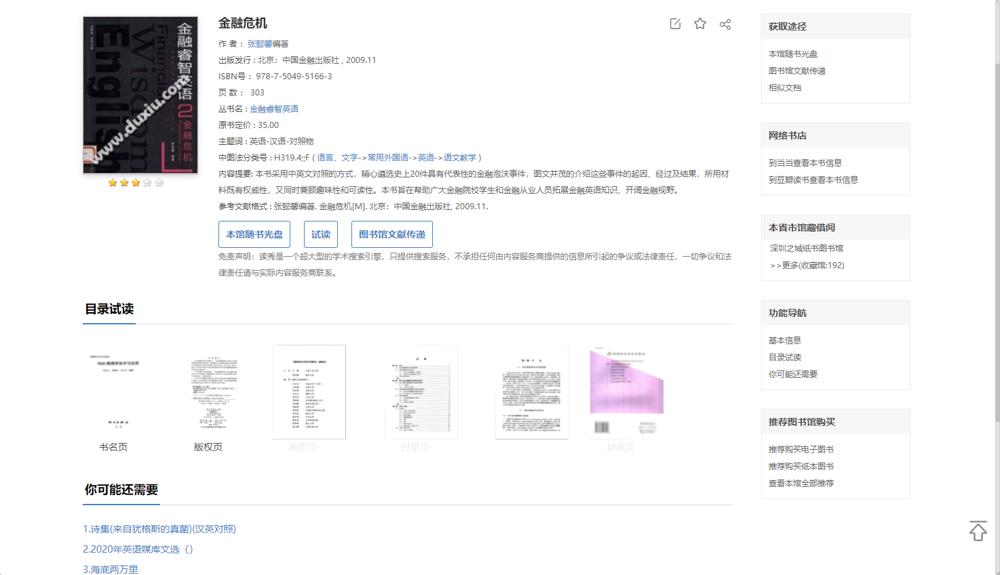 金融睿智英语
2
金融危机
English
Wisdom
Financial
www.duxiu.com
金融危机
作 者： 张懿馨编著
出版发行 : 北京：中国金融出版社 , 2009.11
ISBN号： 978-7-5049-5166-3
页 数： 303
丛书名 : 金融睿智英语
原书定价 : 35.00
主题词 : 英语-汉语-对照物
中图法分类号 : H319.4;;F ( 语言、文字->常用外国语->英语->语文教学 )
内容提要: 本书采用中英文对照的方式，精心遴选史上20件具有代表性的金融泡沫事件，图文并茂的介绍这些事件的起因、经过及结果，所用材
料既有权威性，又同时兼顾趣味性和可读性。本书旨在帮助广大金融院校学生和金融从业人员拓展金融英语知识、开阔金融视野。
参考文献格式 : 张懿馨编著. 金融危机[M]. 北京：中国金融出版社, 2009.11.
本馆随书光盘 试读 图书馆文献传递
免责声明：读秀是一个超大型的学术搜索引擎，只提供搜索服务，不承担任何由内容服务商提供的信息所引起的争议或法律责任，一切争议和法
律责任请与实际内容服务商联系。
目录试读
书名页 版权页 前言页 目录页 封底页
你可能还需要
1.诗集(来自犹格斯的真菌)(汉英对照)
2.2020年英语媒库文选（）
3.海底两万里
获取途径
本馆随书光盘
图书馆文献传递
相似文档
网络书店
到当当查看本书信息
到豆瓣读书查看本书信息
本省市馆藏借阅
深圳之城纸书图书馆
>>更多(收藏馆:192)
功能导航
基本信息
目录试读
你可能还需要
推荐图书馆购买
推荐购买电子图书
推荐购买纸本图书
查看本馆全部推荐